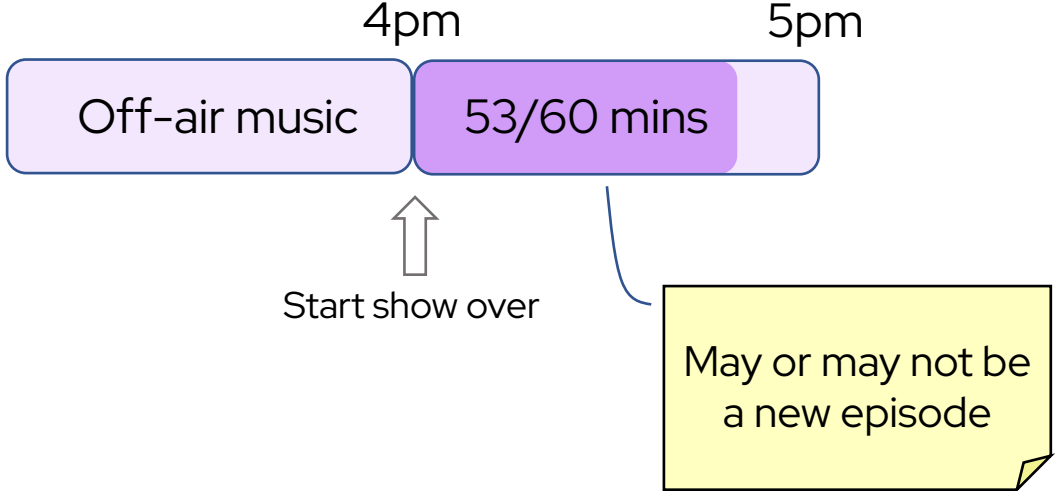 4pm
5pm
Off-air music
53/60 mins
Start show over
May or may not be
a new episode